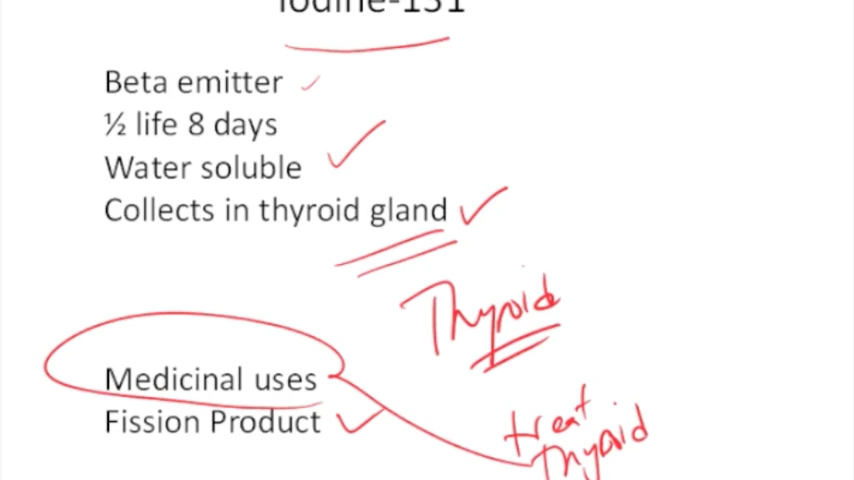 Iodine-131
Beta emitter
½ life 8 days
Water soluble
Collects in thyroid gland
Thyroid
Medicinal uses
Fission Product
treat
Thyroid